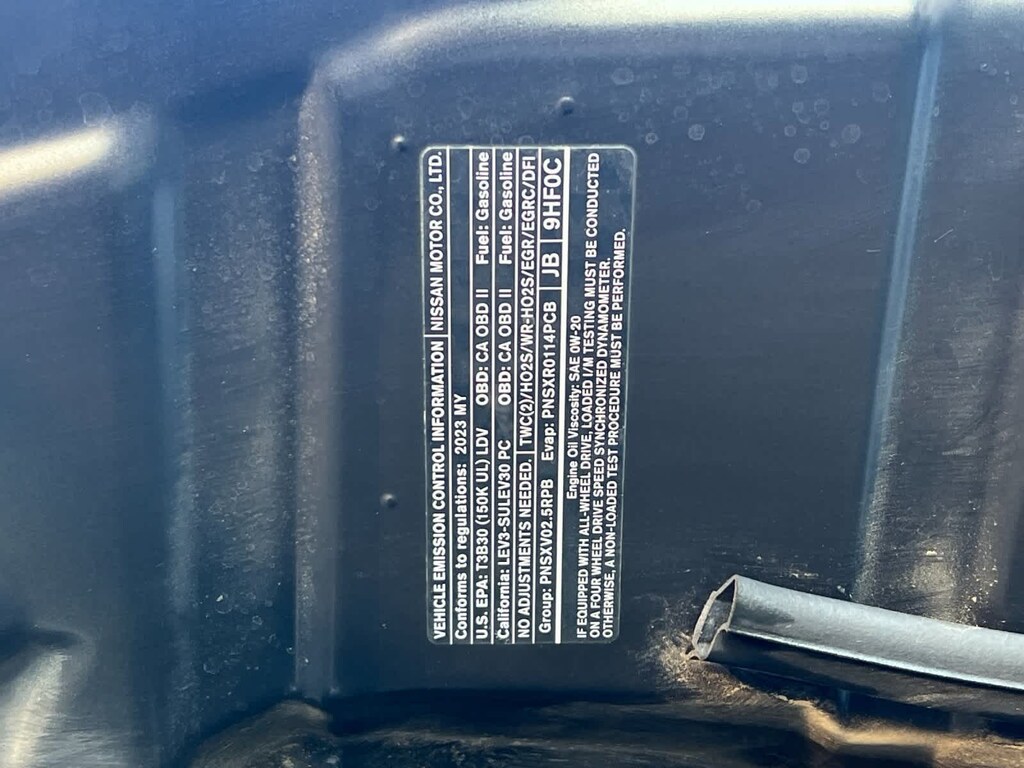 VEHICLE EMISSION CONTROL INFORMATION NISSAN MOTOR CO., LTD.
Conforms to regulations: 2023 MY
U.S. EPA: T3B30 (150K UL) LDV OBD: CA OBD II Fuel: Gasoline
California: LEV3-SULEV30 PC OBD: CA OBD II Fuel: Gasoline
NO ADJUSTMENTS NEEDED. TWC(2)/HO2S/WR-HO2S/EGR/EGRC/DFI
Group: PNSXV02.5RPB Evap: PNSXR0114PCB JB 9HF0C
Engine Oil Viscosity: SAE 0W-20
IF EQUIPPED WITH ALL-WHEEL DRIVE, LOADED I/M TESTING MUST BE CONDUCTED
ON A FOUR WHEEL DRIVE SPEED SYNCHRONIZED DYNAMOMETER.
OTHERWISE, A NON-LOADED TEST PROCEDURE MUST BE PERFORMED.